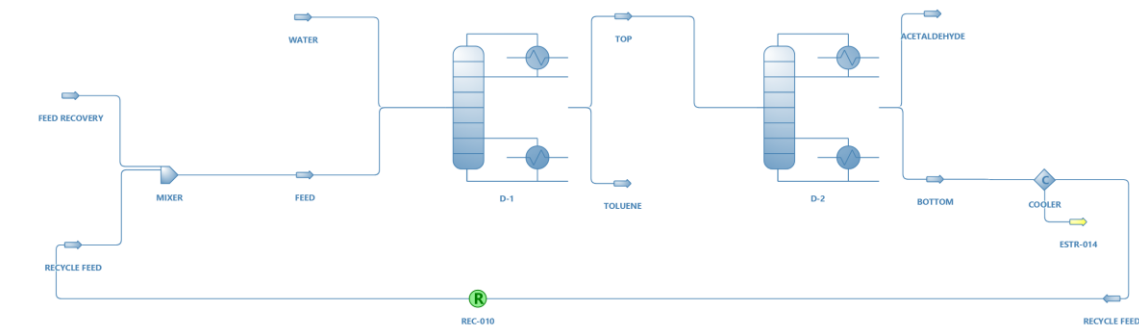 WATER
TOP
ACETALDEHYDE
FEED RECOVERY
MIXER
FEED
D-1
TOLUENE
D-2
BOTTOM
C
COOLER
ESTR-014
RECYCLE FEED
R
REC-010
RECYCLE FEED